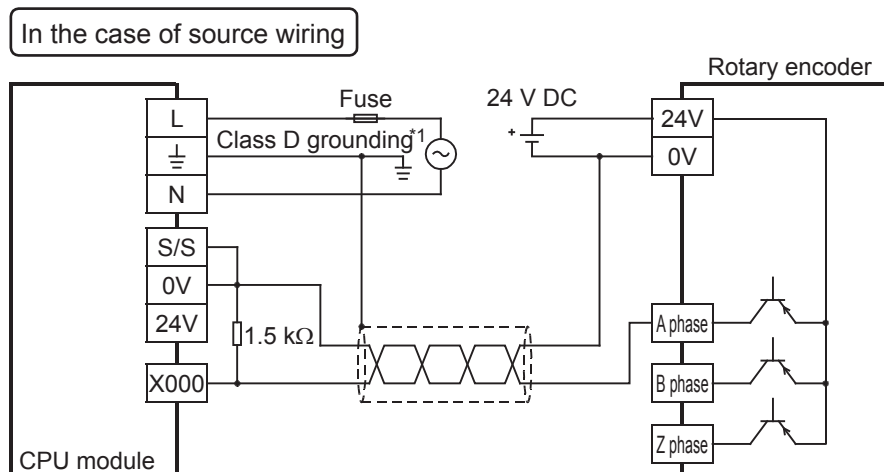 In the case of source wiring
Rotary encoder
L
Fuse
24 V DC
24V
Class D grounding*1
+
0V
N
S/S
0V
24V
1.5 kΩ
A phase
X000
B phase
Z phase
CPU module